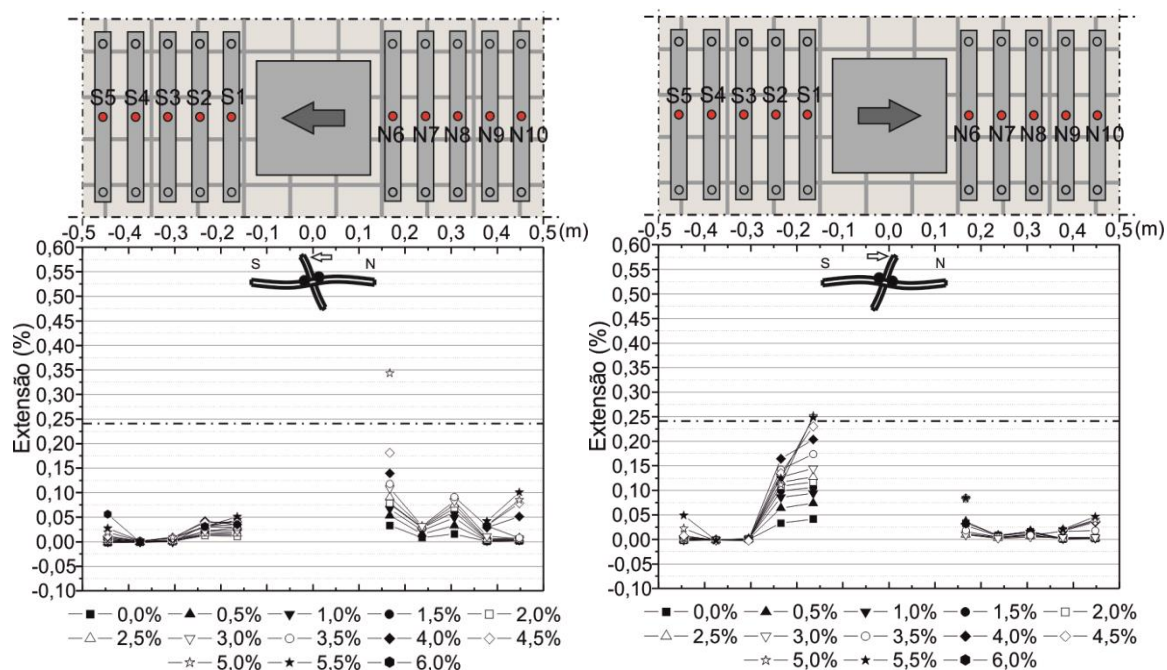 S5 S4 S3 S2 S1
N6 N7 N8 N9 N10
-0,5 -0,4 -0,3 -0,2 -0,1 0,0 0,1 0,2 0,3 0,4 0,5(m)
0,60
S N
0,55
0,50
0,45
0,40
0,35
0,30
0,25
0,20
0,15
0,10
0,05
0,00
-0,05
-0,10
Extensão (%)
0,0% 0,5% 1,0% 1,5% 2,0%
2,5% 3,0% 3,5% 4,0% 4,5%
5,0% 5,5% 6,0%
S5 S4 S3 S2 S1
N6 N7 N8 N9 N10
-0,5 -0,4 -0,3 -0,2 -0,1 0,0 0,1 0,2 0,3 0,4 0,5(m)
0,60
S N
0,55
0,50
0,45
0,40
0,35
0,30
0,25
0,20
0,15
0,10
0,05
0,00
-0,05
-0,10
Extensão (%)
0,0% 0,5% 1,0% 1,5% 2,0%
2,5% 3,0% 3,5% 4,0% 4,5%
5,0% 5,5% 6,0%